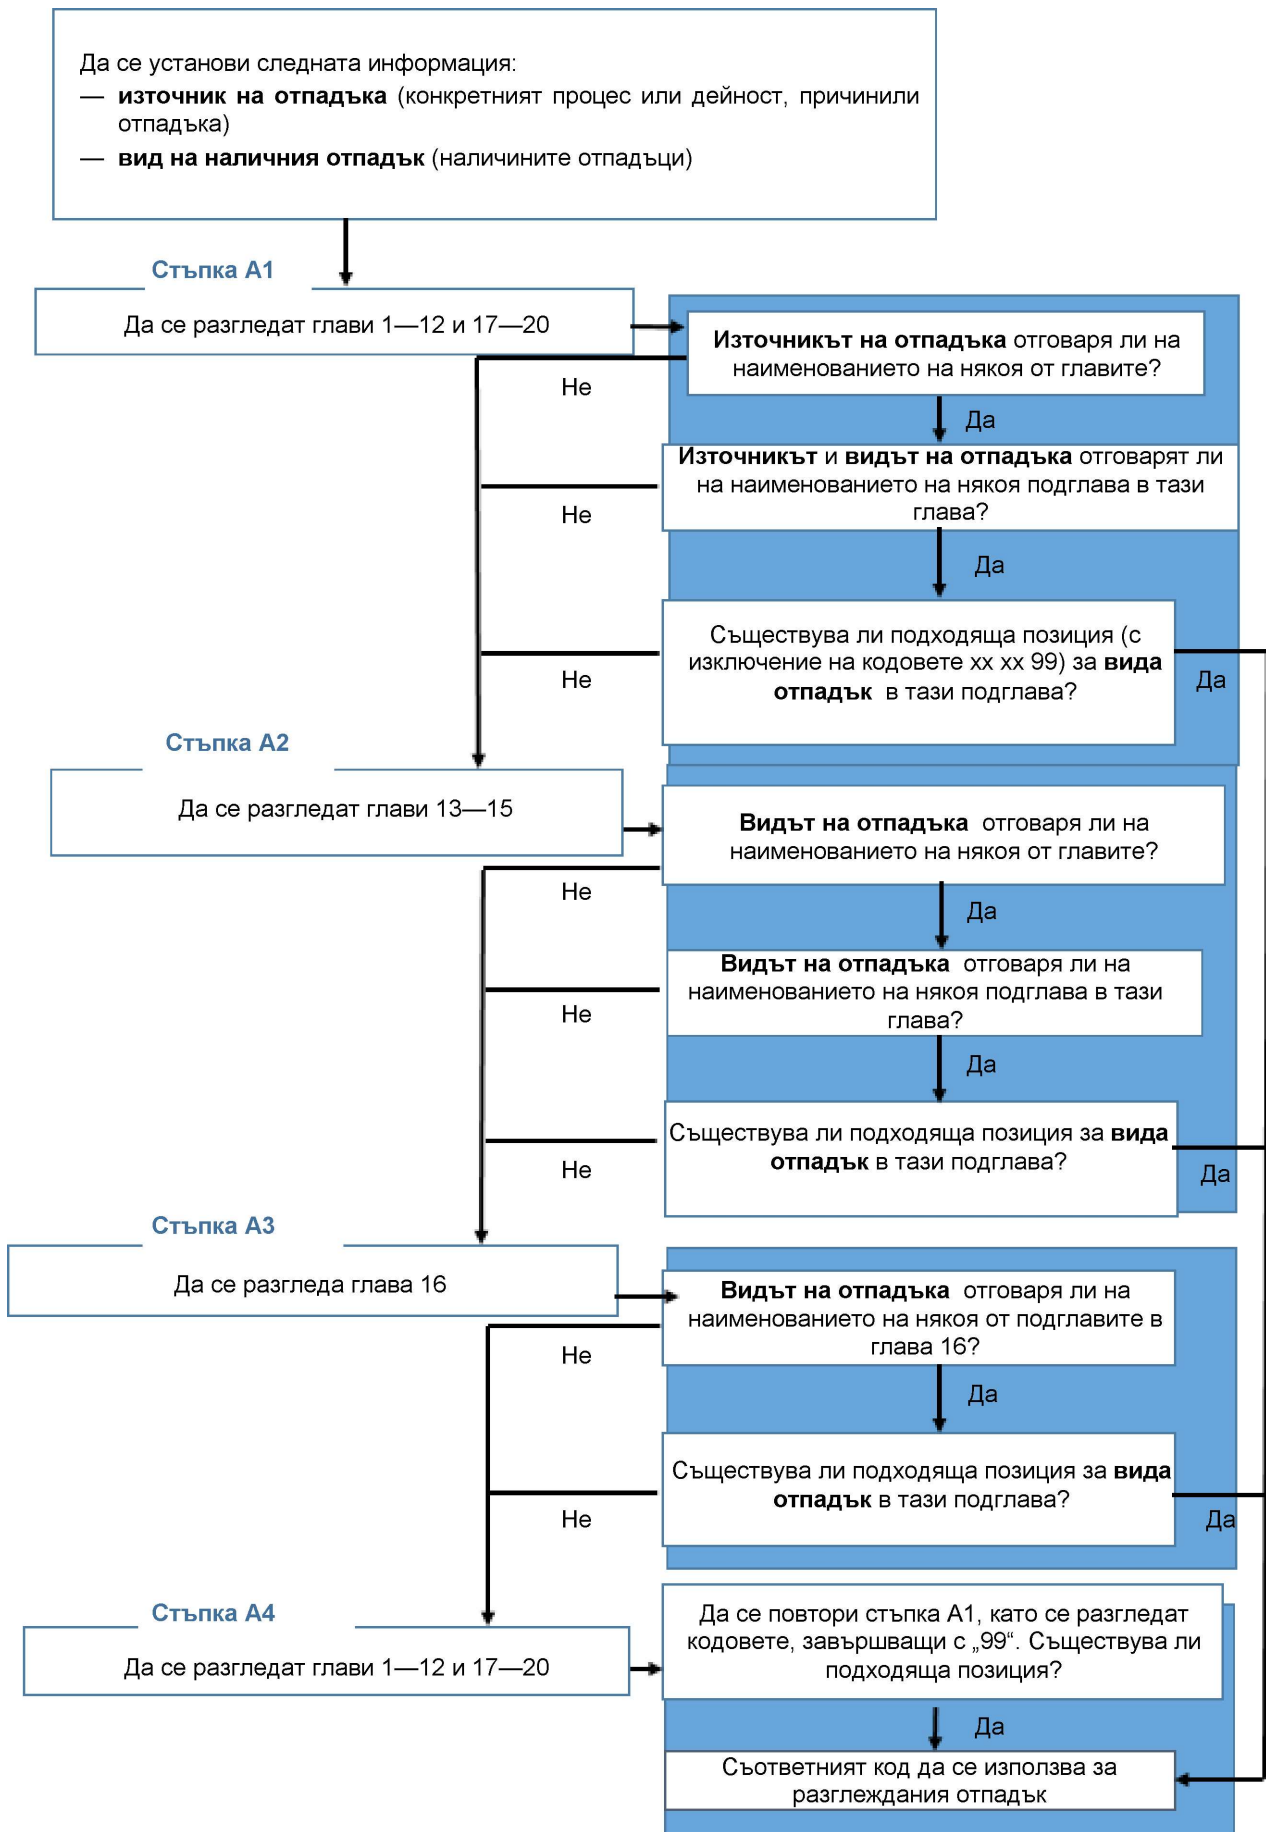 Да се установи следната информация:
— източник на отпадъка (конкретният процес или дейност, причинили
отпадъка)
— вид на наличния отпадък (наличините отпадъци)
Стъпка А1
Да се разгледат глави 1—12 и 17—20
Източникът на отпадъка отговаря ли на
наименованието на някоя от главите?
Не
Да
Източникът и видът на отпадъка отговарят ли
на наименованието на някоя подглава в тази
глава?
Не
Да
Съществува ли подходяща позиция (с
изключение на кодовете xx xx 99) за вида
отпадък в тази подглава?
Не
Да
Стъпка А2
Да се разгледат глави 13—15
Видът на отпадъка отговаря ли на
наименованието на някоя от главите?
Не
Да
Видът на отпадъка отговаря ли на
наименованието на някоя подглава в тази
глава?
Не
Да
Съществува ли подходяща позиция за вида
отпадък в тази подглава?
Не
Да
Стъпка А3
Да се разгледа глава 16
Видът на отпадъка отговаря ли на
наименованието на някоя от подглавите в
глава 16?
Не
Да
Съществува ли подходяща позиция за вида
отпадък в тази подглава?
Не
Да
Стъпка А4
Да се разгледат глави 1—12 и 17—20
Да се повтори стъпка А1, като се разгледат
кодовете, завършващи с „99“. Съществува ли
подходяща позиция?
Да
Съответният код да се използва за
разглеждания отпадък